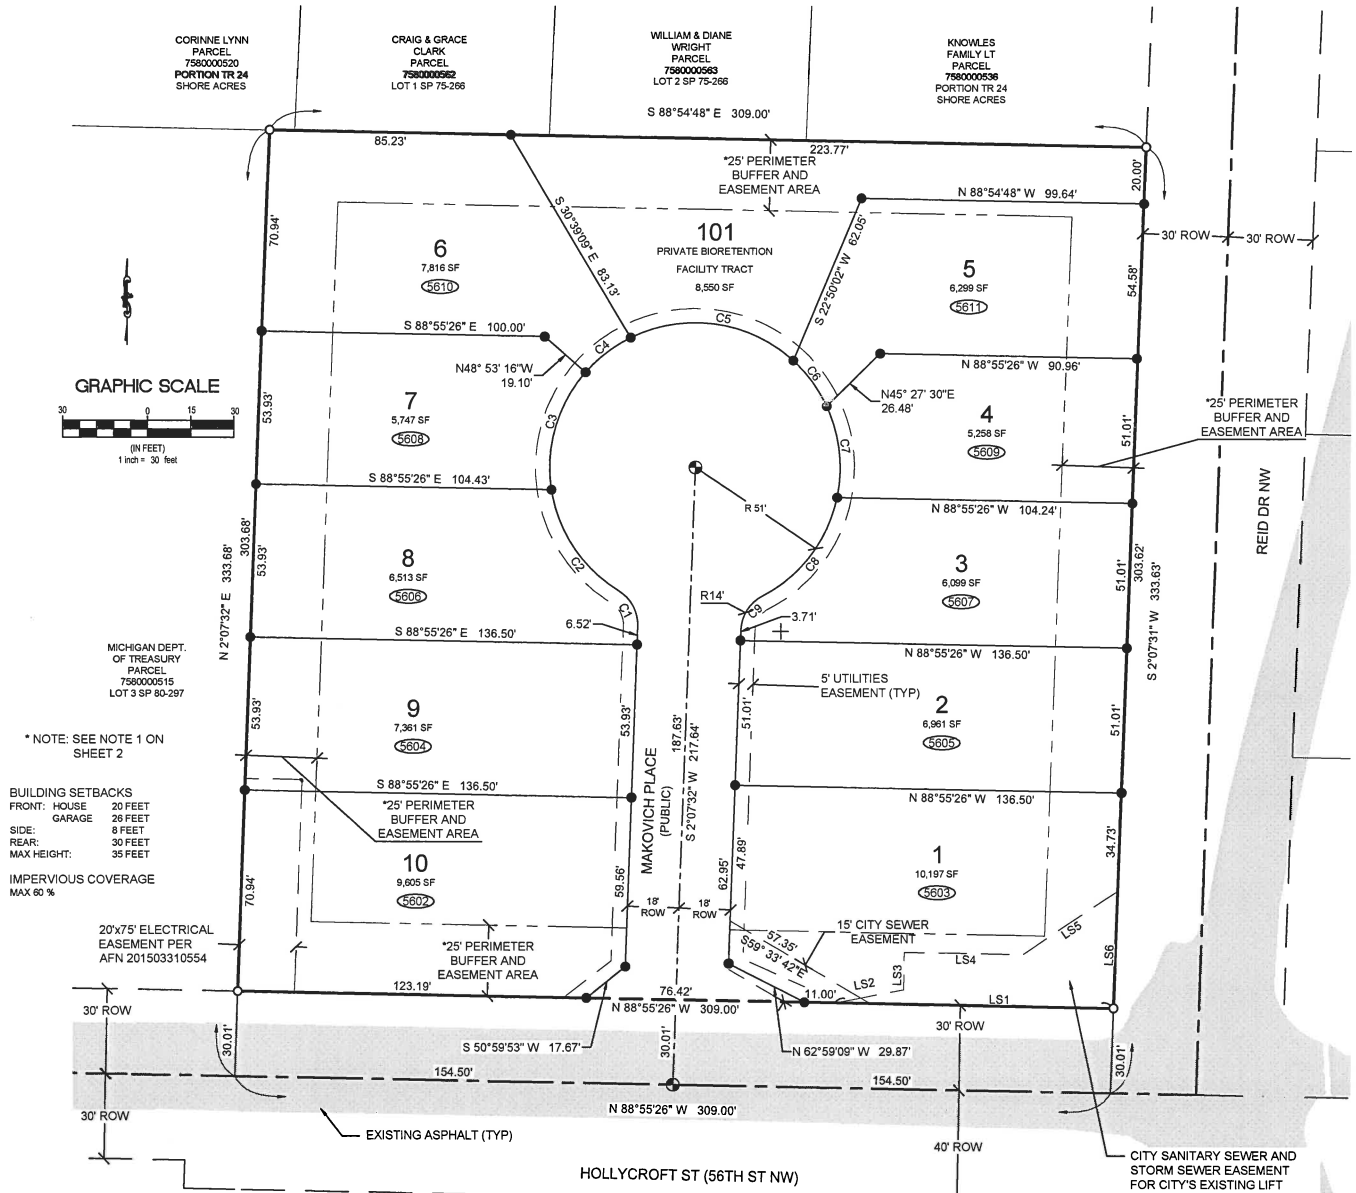 CORINNE LYNN
PARCEL
7580000520
PORTION TR 24
SHORE ACRES
CRAIG & GRACE
CLARK
PARCEL
7580000562
LOT 1 SP 75-266
WILLIAM & DIANE
WRIGHT
PARCEL
7580000563
LOT 2 SP 75-266
KNOWLES
FAMILY LT
PARCEL
7580000536
PORTION TR 24
SHORE ACRES
S 88°54'48" E 309.00'
85.23'
223.77'
*25' PERIMETER
BUFFER AND
EASEMENT AREA
20.00'
N 88°54'48" W 99.64'
70.94'
S 30°39'09" E 83.13'
S 22°50'02" W 62.05'
30' ROW
30' ROW
6
7,816 SF
5610
101
PRIVATE BIORETENTION
FACILITY TRACT
8,550 SF
5
6,299 SF
5611
54.58'
C5
S 88°55'26" E 100.00'
C4
N48° 53' 16"W
19.10'
C6
N 88°55'26" W 90.96'
N45° 27' 30"E
26.48'
GRAPHIC SCALE
30 0 15 30
(IN FEET)
1 inch = 30 feet
53.93'
7
5,747 SF
5608
C3
C7
4
5,258 SF
5609
51.01'
*25' PERIMETER
BUFFER AND
EASEMENT AREA
S 88°55'26" E 104.43'
R 51'
N 88°55'26" W 104.24'
REID DR NW
N 2°07'32" E 333.68'
303.68'
53.93'
8
6,513 SF
5606
C2
C8
3
6,099 SF
5607
51.01'
303.62'
S 2°07'31" W 333.63'
C1
6.52'
R14'
C9
3.71'
S 88°55'26" E 136.50'
N 88°55'26" W 136.50'
MICHIGAN DEPT.
OF TREASURY
PARCEL
7580000515
LOT 3 SP 80-297
5' UTILITIES
EASEMENT (TYP)
53.93'
9
7,361 SF
5604
53.93'
51.01'
2
6,961 SF
5605
51.01'
* NOTE: SEE NOTE 1 ON
SHEET 2
MAKOVICH PLACE
(PUBLIC)
187.63'
S 2°07'32" W 217.64'
S 88°55'26" E 136.50'
N 88°55'26" W 136.50'
BUILDING SETBACKS
FRONT: HOUSE 20 FEET
GARAGE 26 FEET
SIDE: 8 FEET
REAR: 30 FEET
MAX HEIGHT: 35 FEET
IMPERVIOUS COVERAGE
MAX 60 %
*25' PERIMETER
BUFFER AND
EASEMENT AREA
10
9,605 SF
5602
70.94'
59.56'
62.95'
47.89'
1
10,197 SF
5603
34.73'
18'
ROW
18'
ROW
20'x75' ELECTRICAL
EASEMENT PER
AFN 201503310554
*25' PERIMETER
BUFFER AND
EASEMENT AREA
57.35'
S59° 33' 42"E
15' CITY SEWER
EASEMENT
LS5
LS4
LS3
LS2
LS6
123.19'
76.42'
11.00'
LS1
N 88°55'26" W 309.00'
30' ROW
30' ROW
30.01'
S 50°59'53" W 17.67'
30.01'
N 62°59'09" W 29.87'
30.01'
154.50'
154.50'
N 88°55'26" W 309.00'
30' ROW
EXISTING ASPHALT (TYP)
40' ROW
HOLLYCROFT ST (56TH ST NW)
CITY SANITARY SEWER AND
STORM SEWER EASEMENT
FOR CITY'S EXISTING LIFT